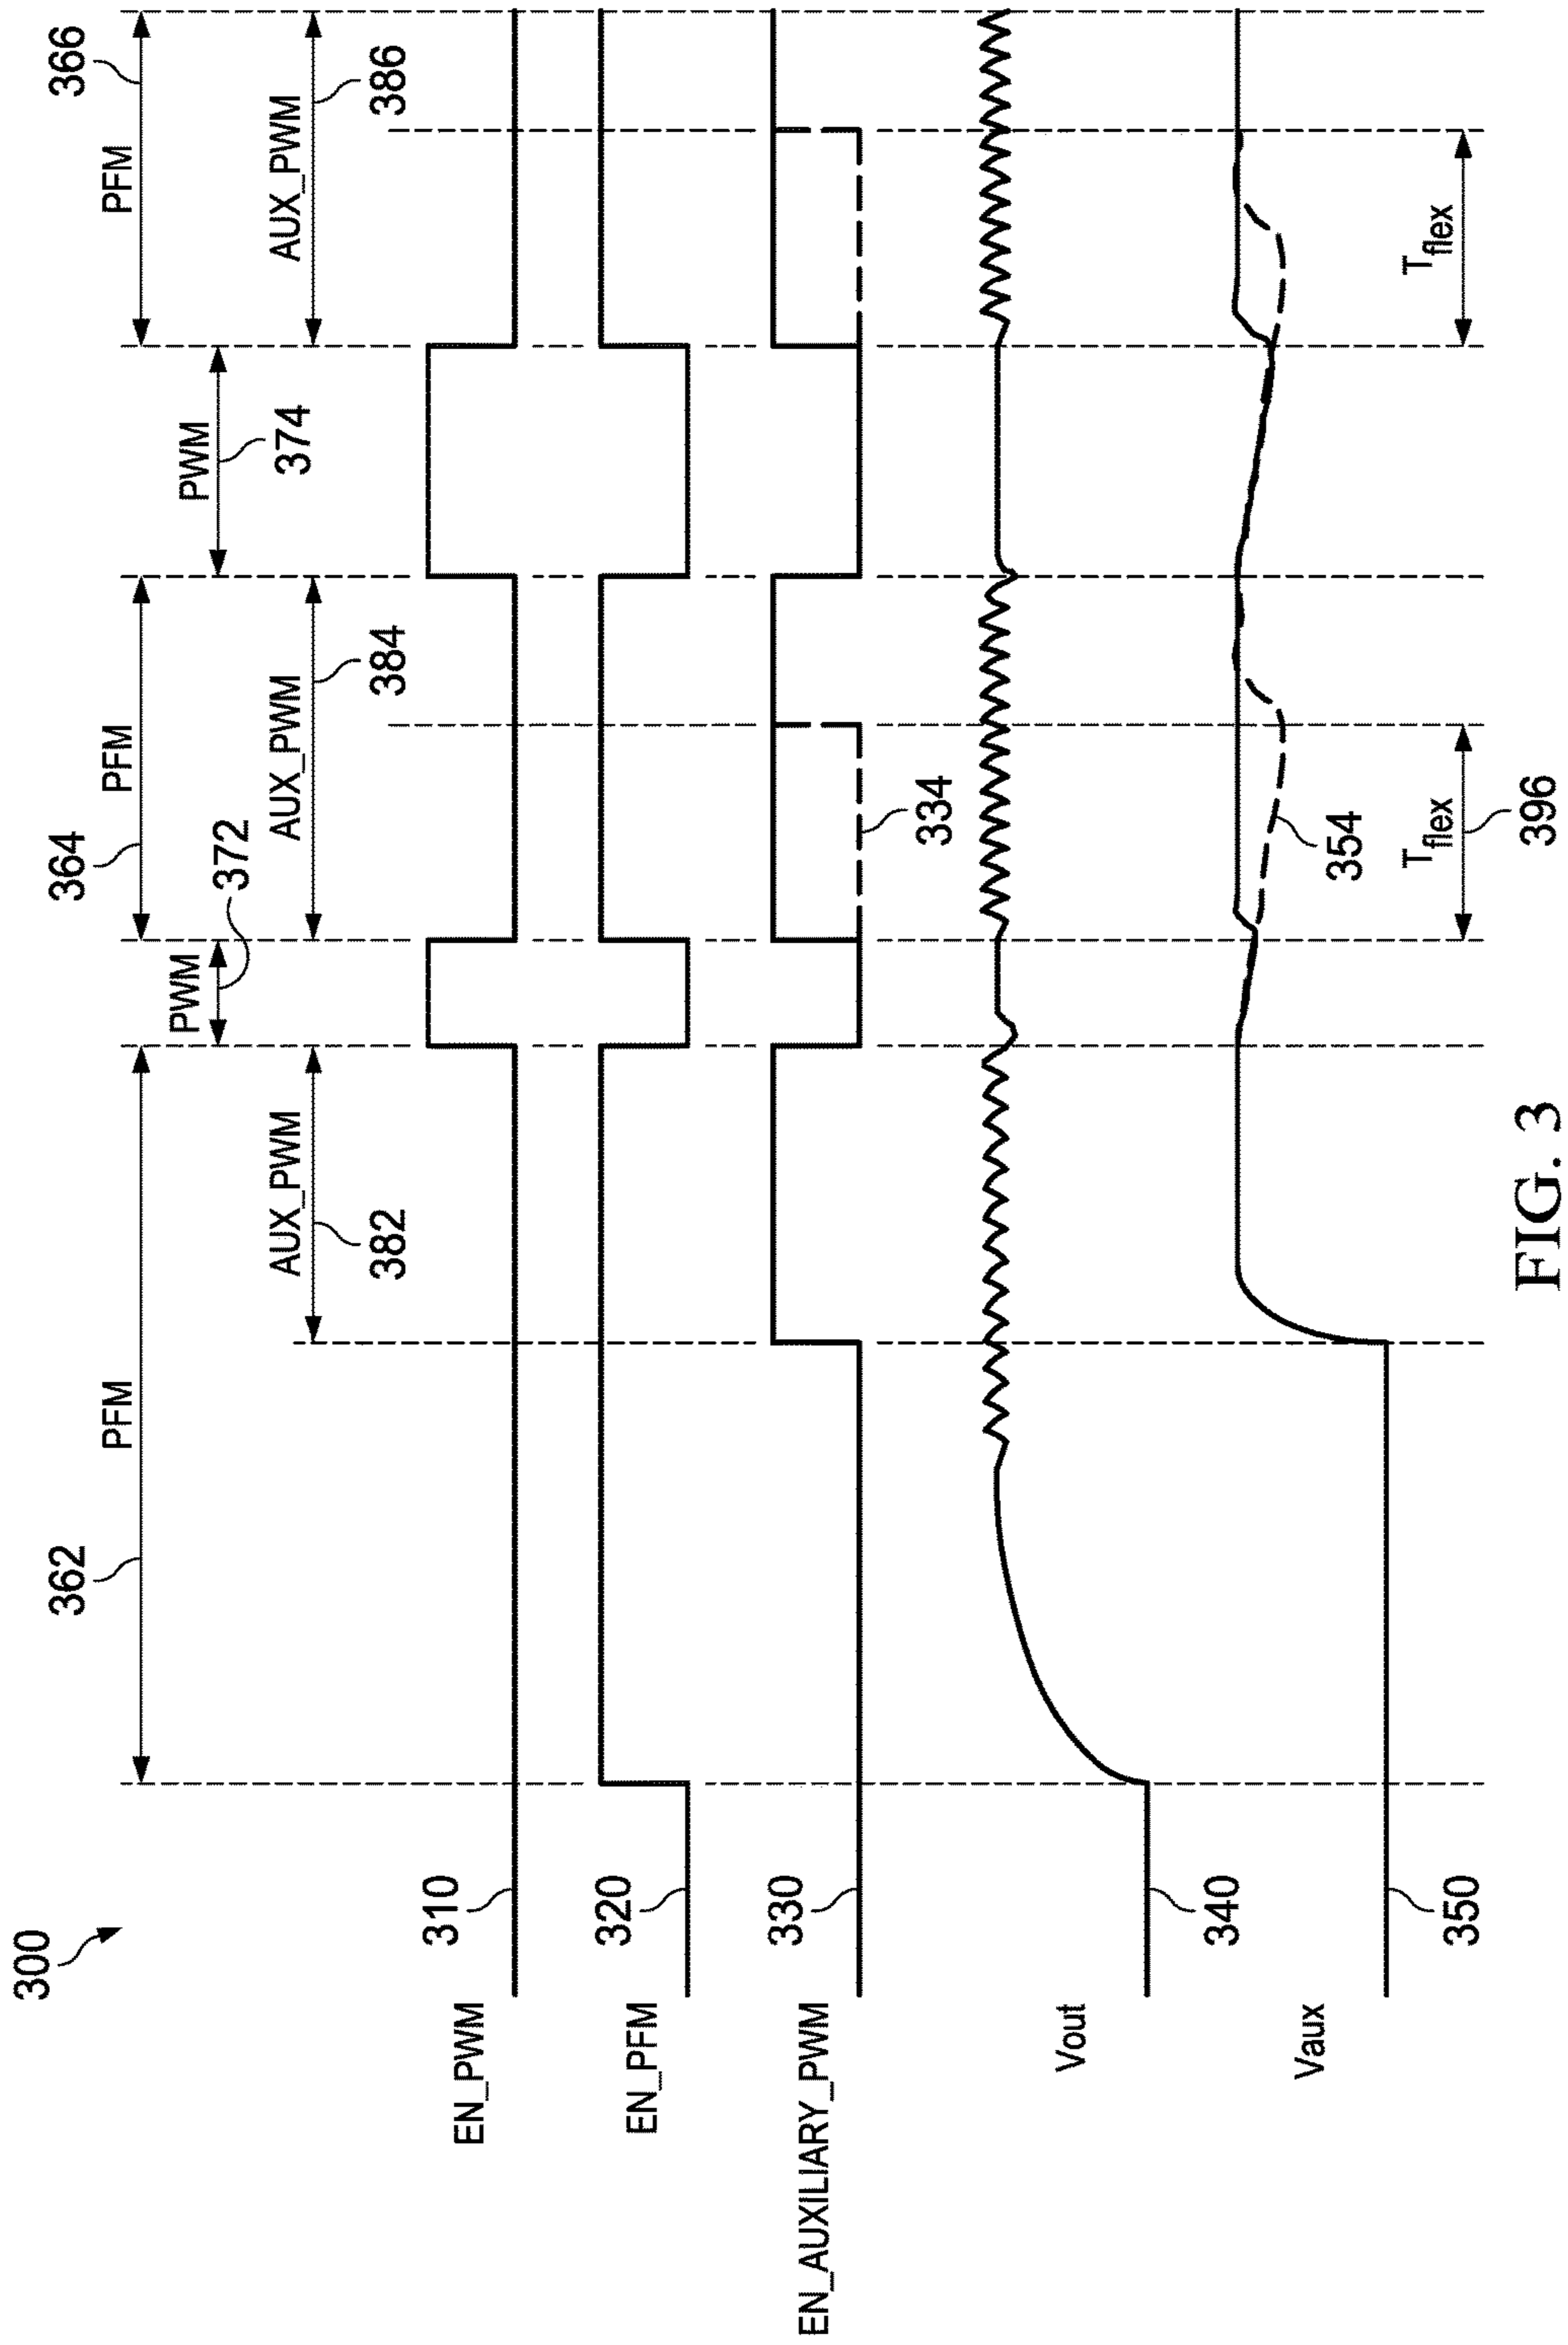 300
362
364
366
PFM
PFM
PFM
372
374
PWM
PWM
AUX_PWM
AUX_PWM
AUX_PWM
382
384
386
EN_PWM
310
EN_PFM
320
EN_AUXILIARY_PWM
330
334
Vout
340
Vaux
350
354
Tflex
Tflex
396
FIG. 3